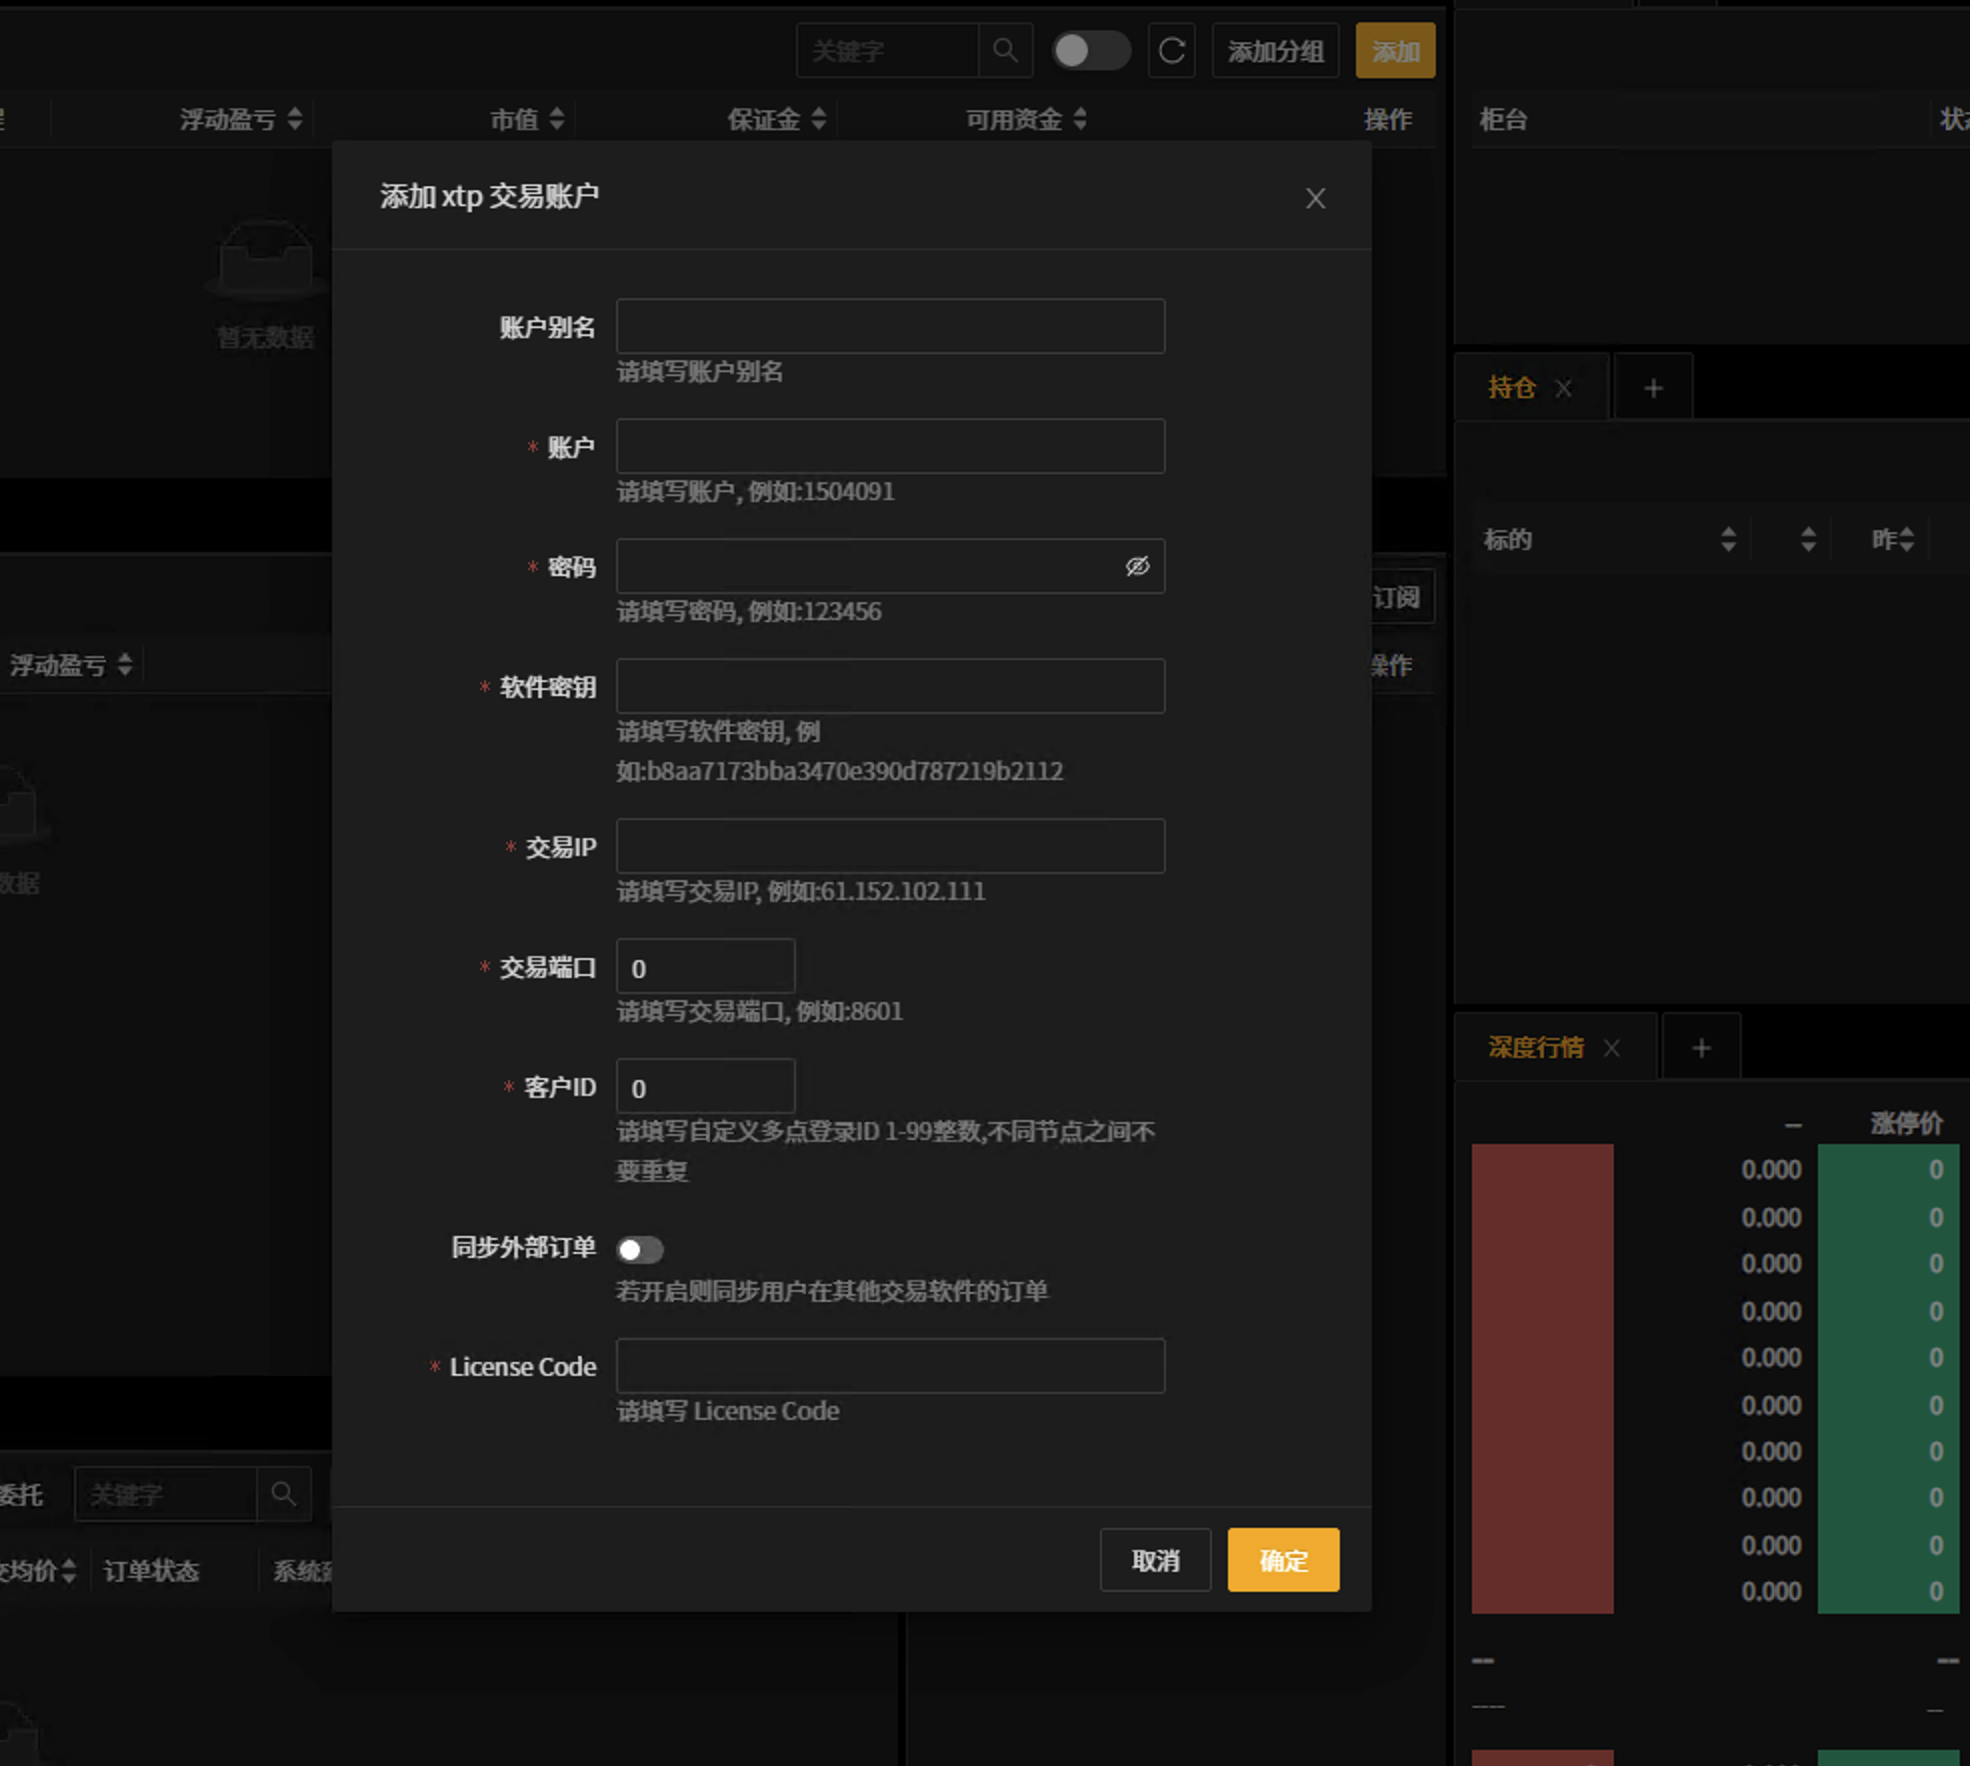 关键字
添加分组
添加
浮动盈亏
市值
保证金
可用资金
操作
柜台
添加 xtp 交易账户
暂无数据
账户别名
请填写账户别名
持仓
+
* 账户
请填写账户, 例如:1504091
标的
昨
* 密码
请填写密码, 例如:123456
订阅
浮动盈亏
操作
* 软件密钥
请填写软件密钥, 例
如:b8aa7173bba3470e390d787219b2112
数据
* 交易IP
请填写交易IP, 例如:61.152.102.111
* 交易端口
0
请填写交易端口, 例如:8601
深度行情
+
* 客户ID
0
请填写自定义多点登录ID 1-99整数,不同节点之间不
要重复
-- 涨停价
0.000 0
0.000 0
0.000 0
0.000 0
0.000 0
0.000 0
0.000 0
0.000 0
0.000 0
0.000 0
同步外部订单
若开启则同步用户在其他交易软件的订单
* License Code
请填写 License Code
委托
关键字
均价
订单状态
系统
取消
确定
-- --
---- --